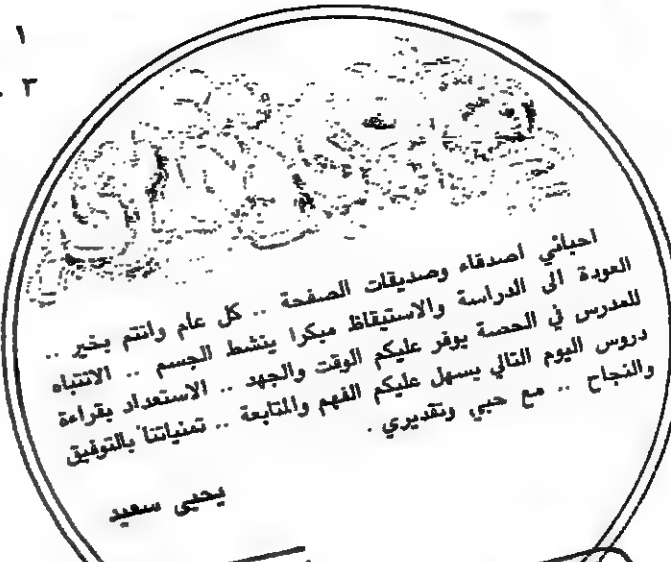 ١
٣ .
احبائي اصدقاء وصديقات الصفحة .. كل عام وانتم بخير ..
العودة الى الدراسة والاستيقاظ مبكرا ينشط الجسم .. الانتباه
للمدرس في الحصة يوفر عليكم الوقت والجهد .. الاستعداد بقراءة
دروس اليوم التالي يسهل عليكم الفهم والمتابعة .. تمنياتنا بالتوفيق
والنجاح .. مع حبي وتقديري .
يحيى سعيد